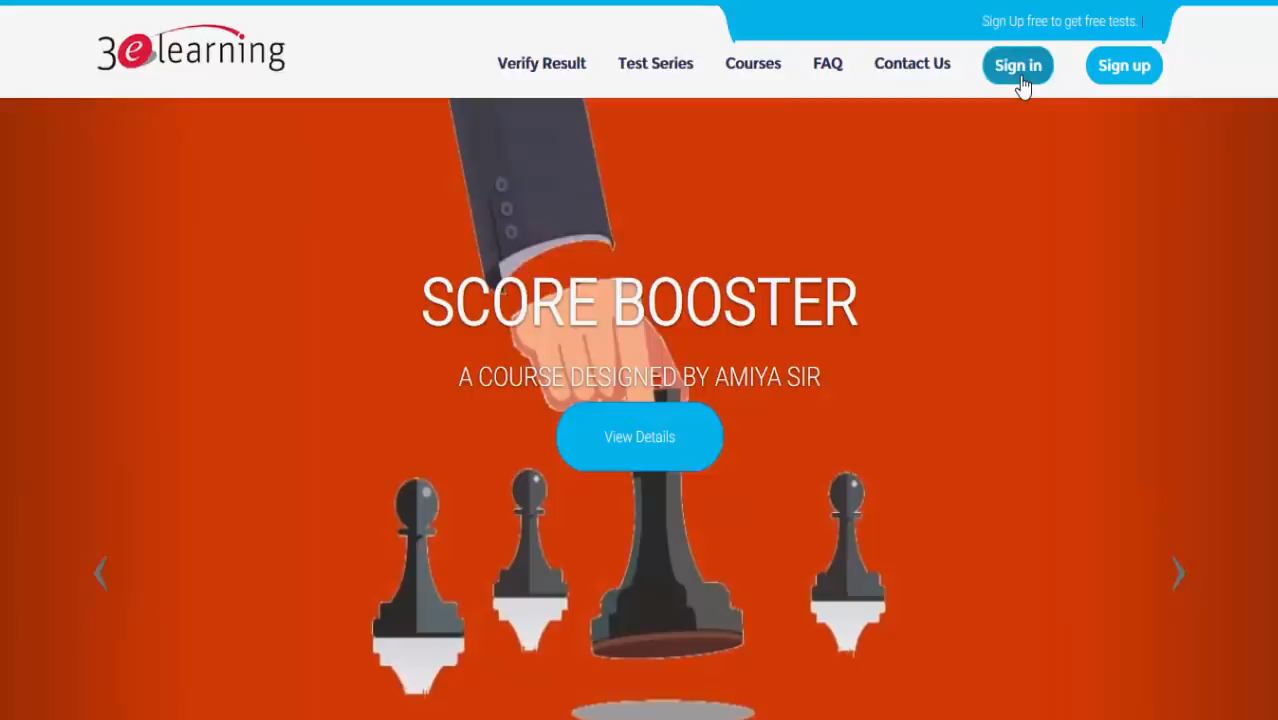 Sign Up free to get free tests.
3elearning
Verify Result Test Series Courses FAQ Contact Us Sign in Sign up
SCORE BOOSTER
A COURSE DESIGNED BY AMIYA SIR
View Details